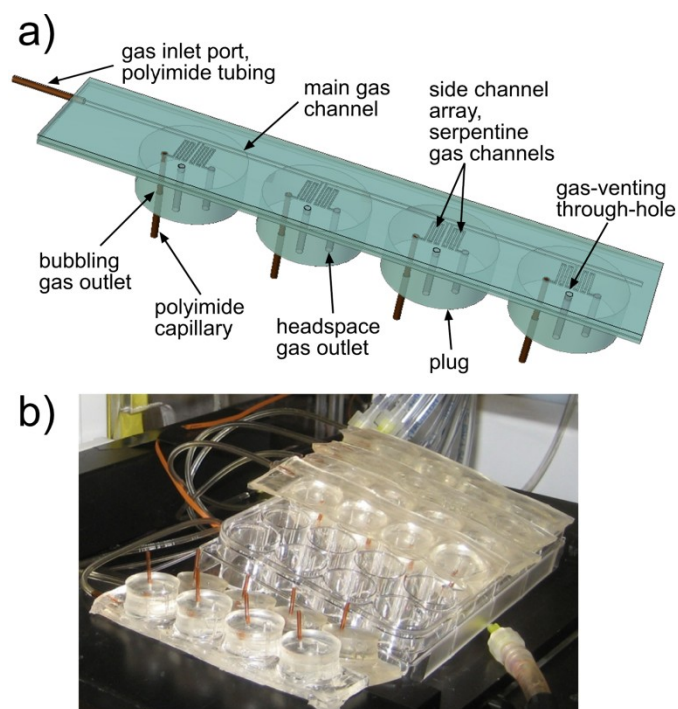 a)
gas inlet port,
polyimide tubing
main gas
channel
side channel
array,
serpentine
gas channels
gas-venting
through-hole
bubbling
gas outlet
polyimide
capillary
headspace
gas outlet
plug
b)